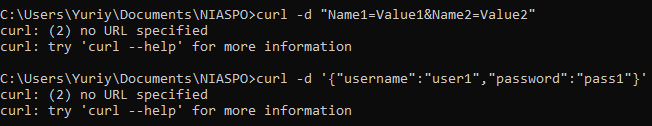 C:\Users\Yuriy\Documents\NIASPO>curl -d "Name1=Value1&Name2=Value2"
curl: (2) no URL specified
curl: try 'curl --help' for more information
C:\Users\Yuriy\Documents\NIASPO>curl -d '{"username":"user1","password":"pass1"}'
curl: (2) no URL specified
curl: try 'curl --help' for more information